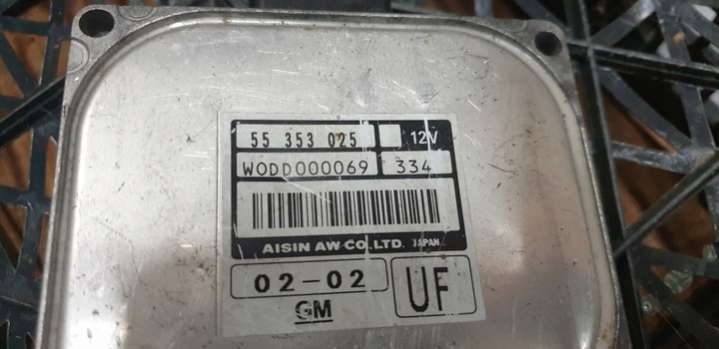 55 353 025 12V
WODD000069 334
AISIN AW CO.,LTD. JAPAN
02-02 UF
GM